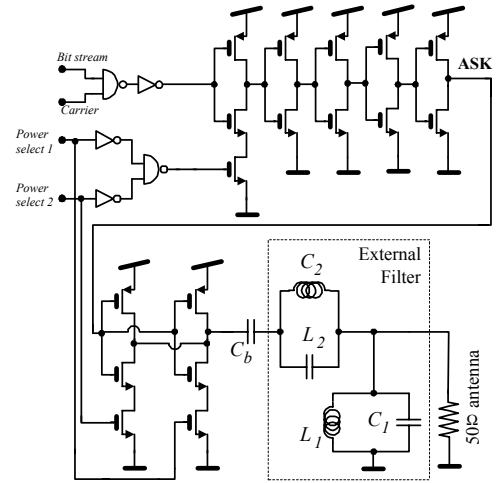 Bit stream
ASK
Carrier
Power
select 1
Power
select 2
External
Filter
C2
Cb
L2
L1
C1
50Ω antenna